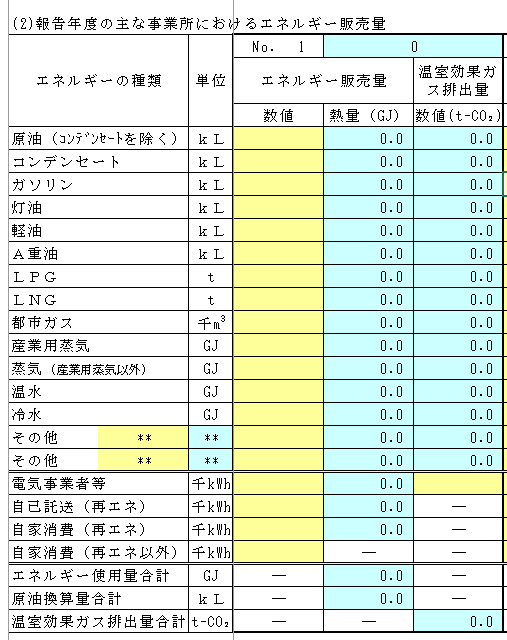 (2)報告年度の主な事業所におけるエネルギー販売量
No. 1 0
エネルギーの種類 単位 エネルギー販売量 温室効果ガス排出量
数値 熱量（GJ） 数値(t-CO₂)
原油（ｺﾝﾃﾞﾝｾｰﾄを除く） ｋＬ 0.0 0.0
コンデンセート ｋＬ 0.0 0.0
ガソリン ｋＬ 0.0 0.0
灯油 ｋＬ 0.0 0.0
軽油 ｋＬ 0.0 0.0
Ａ重油 ｋＬ 0.0 0.0
ＬＰＧ ｔ 0.0 0.0
ＬＮＧ ｔ 0.0 0.0
都市ガス 千m³ 0.0 0.0
産業用蒸気 GJ 0.0 0.0
蒸気（産業用蒸気以外） GJ 0.0 0.0
温水 GJ 0.0 0.0
冷水 GJ 0.0 0.0
その他 ** ** 0.0 0.0
その他 ** ** 0.0 0.0
電気事業者等 千kWh 0.0
自己託送（再エネ） 千kWh 0.0 ―
自家消費（再エネ） 千kWh 0.0 ―
自家消費（再エネ以外） 千kWh ― ―
エネルギー使用量合計 GJ ― 0.0 ―
原油換算量合計 ｋＬ ― 0.0 ―
温室効果ガス排出量合計 t-CO₂ ― ― 0.0